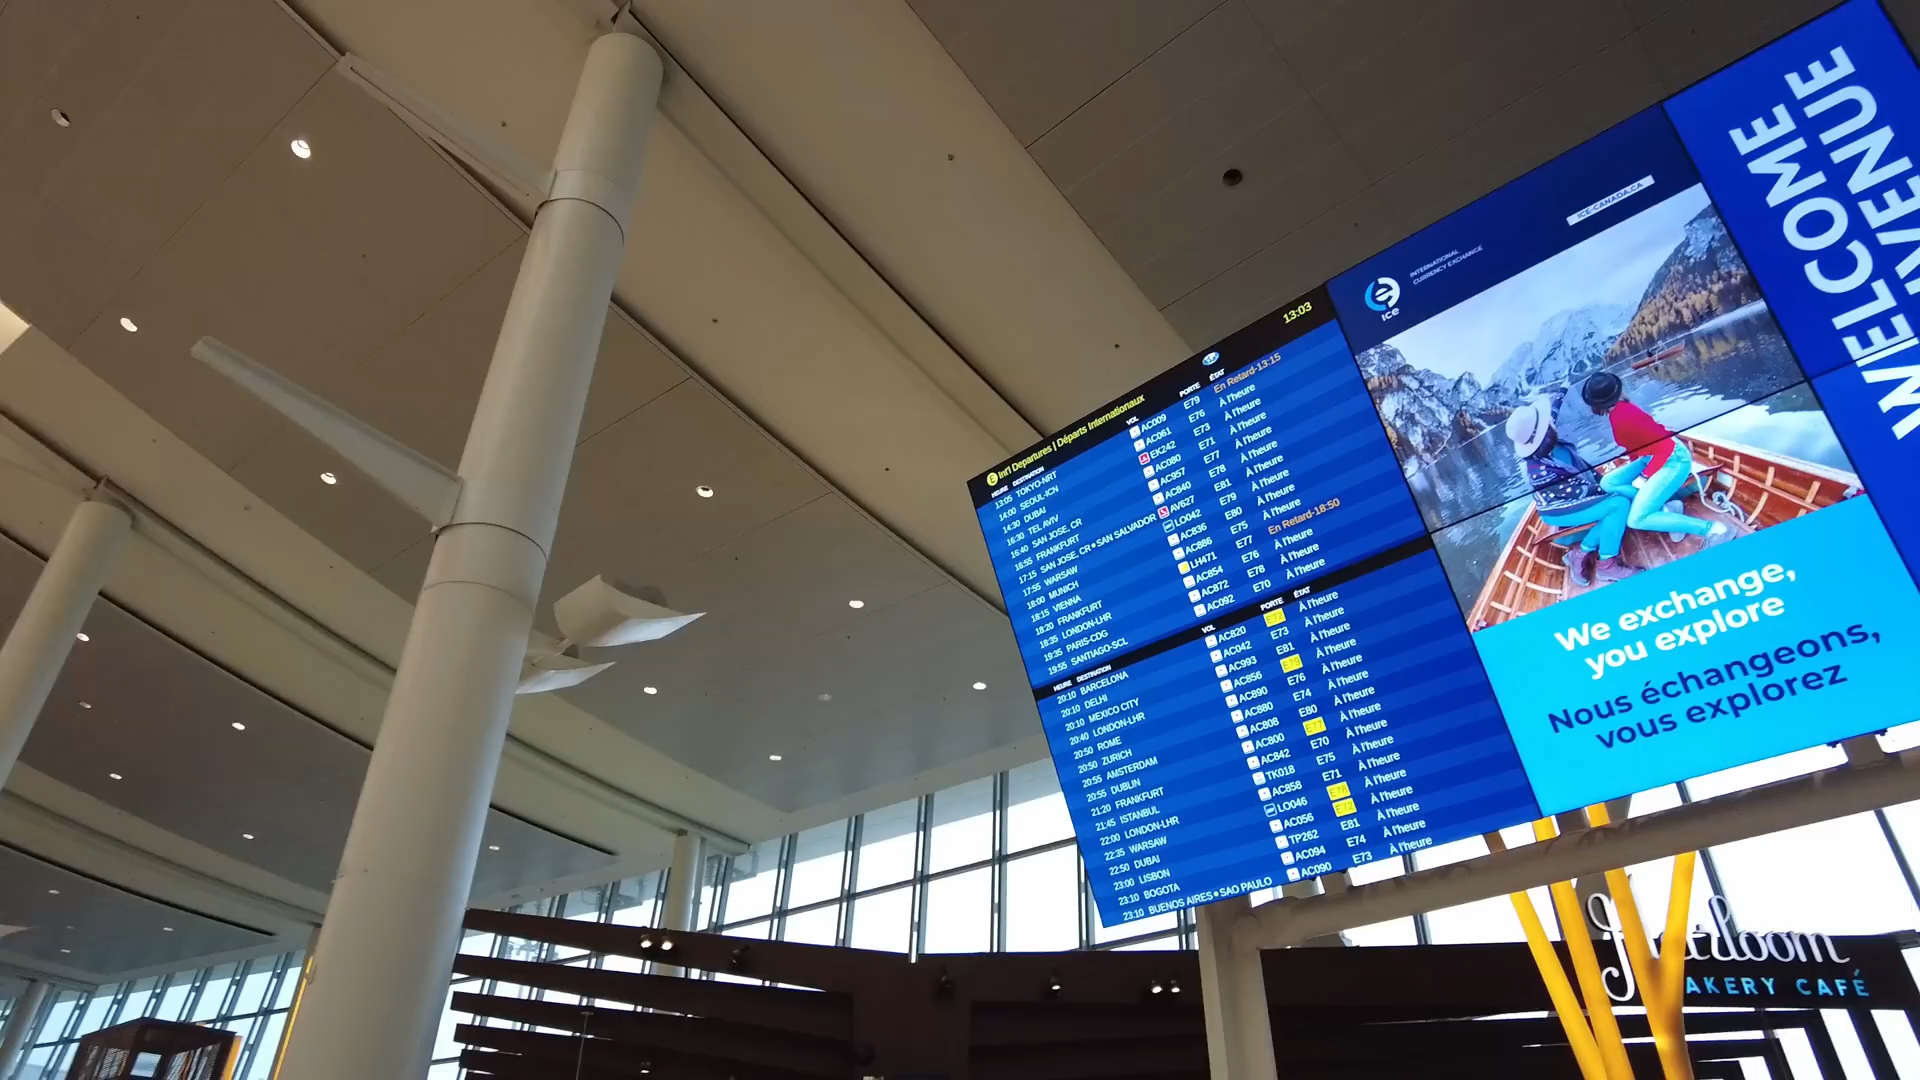 13:03
E Int'l Departures | Départs Internationaux
HEURE DESTINATION VOL PORTE ÉTAT
13:05 TOKYO-NRT AC009 E79 En Retard-13:15
14:00 SEOUL-ICN AC061 E76 À l'heure
14:30 DUBAI EK242 E73 À l'heure
16:30 TEL AVIV AC080 E71 À l'heure
16:40 SAN JOSE, CR AC957 E77 À l'heure
16:55 FRANKFURT AC840 E78 À l'heure
17:15 SAN JOSE, CR•SAN SALVADOR AV627 E81 À l'heure
17:55 WARSAW LO042 E79 À l'heure
18:00 MUNICH AC836 E80 À l'heure
18:15 VIENNA AC886 E75 En Retard-18:50
18:20 FRANKFURT LH471 E77 À l'heure
18:35 LONDON-LHR AC854 E76 À l'heure
19:35 PARIS-CDG AC872 E78 À l'heure
19:55 SANTIAGO-SCL AC092 E70 À l'heure
HEURE DESTINATION VOL PORTE ÉTAT
20:10 BARCELONA AC820 À l'heure
20:10 DELHI AC042 E73 À l'heure
20:10 MEXICO CITY AC993 E81 À l'heure
20:40 LONDON-LHR AC856 E79 À l'heure
20:50 ROME AC890 E76 À l'heure
20:50 ZURICH AC880 E74 À l'heure
20:55 AMSTERDAM AC808 E80 À l'heure
20:55 DUBLIN AC800 E77 À l'heure
21:20 FRANKFURT AC842 E70 À l'heure
21:45 ISTANBUL TK018 E75 À l'heure
22:00 LONDON-LHR AC858 E71 À l'heure
22:35 WARSAW LO046 E78 À l'heure
22:50 DUBAI AC056 E72 À l'heure
23:00 LISBON TP262 E81 À l'heure
23:10 BOGOTA AC094 E74 À l'heure
23:10 BUENOS AIRES•SAO PAULO AC090 E73 À l'heure
ice
INTERNATIONAL
CURRENCY EXCHANGE
ICE-CANADA.CA
24
We exchange,
you explore
Nous échangeons,
vous explorez
WELCOME
VENUE
WELCOME
VENUE
Heirloom
AKERY CAFÉ